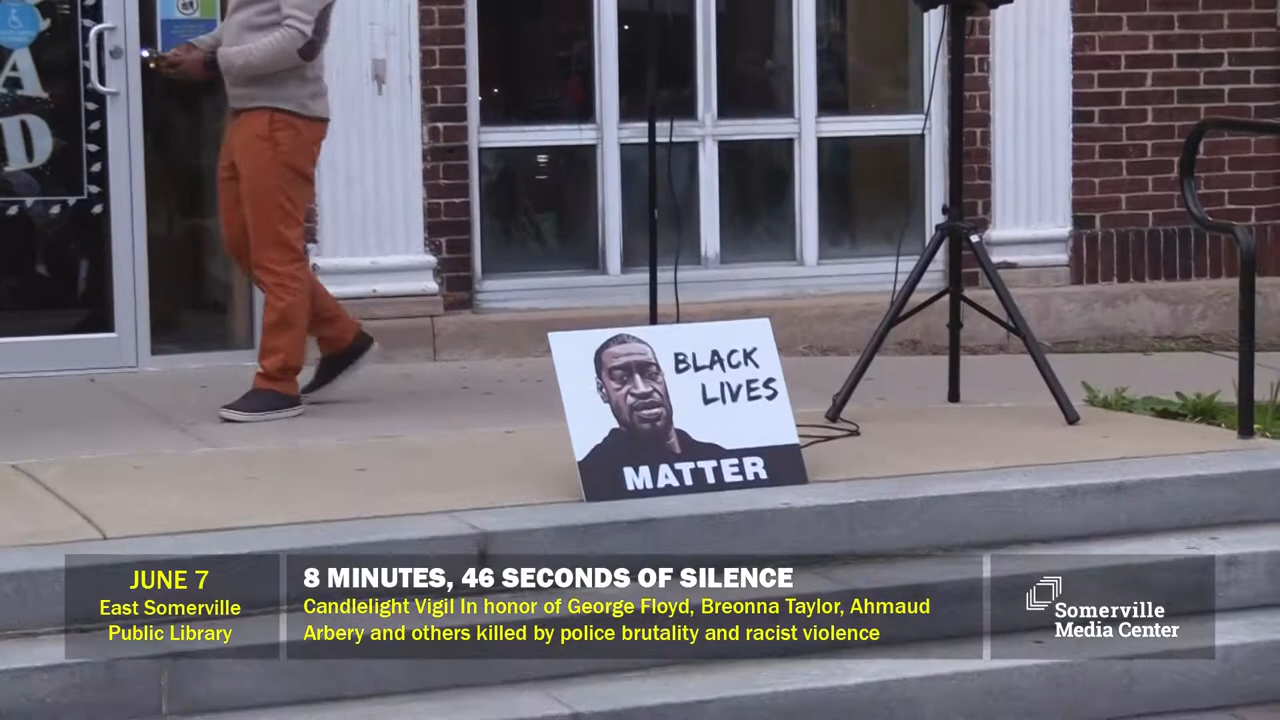 AD
BLACK
LIVES
MATTER
JUNE 7
East Somerville
Public Library
8 MINUTES, 46 SECONDS OF SILENCE
Candlelight Vigil In honor of George Floyd, Breonna Taylor, Ahmaud
Arbery and others killed by police brutality and racist violence
Somerville
Media Center